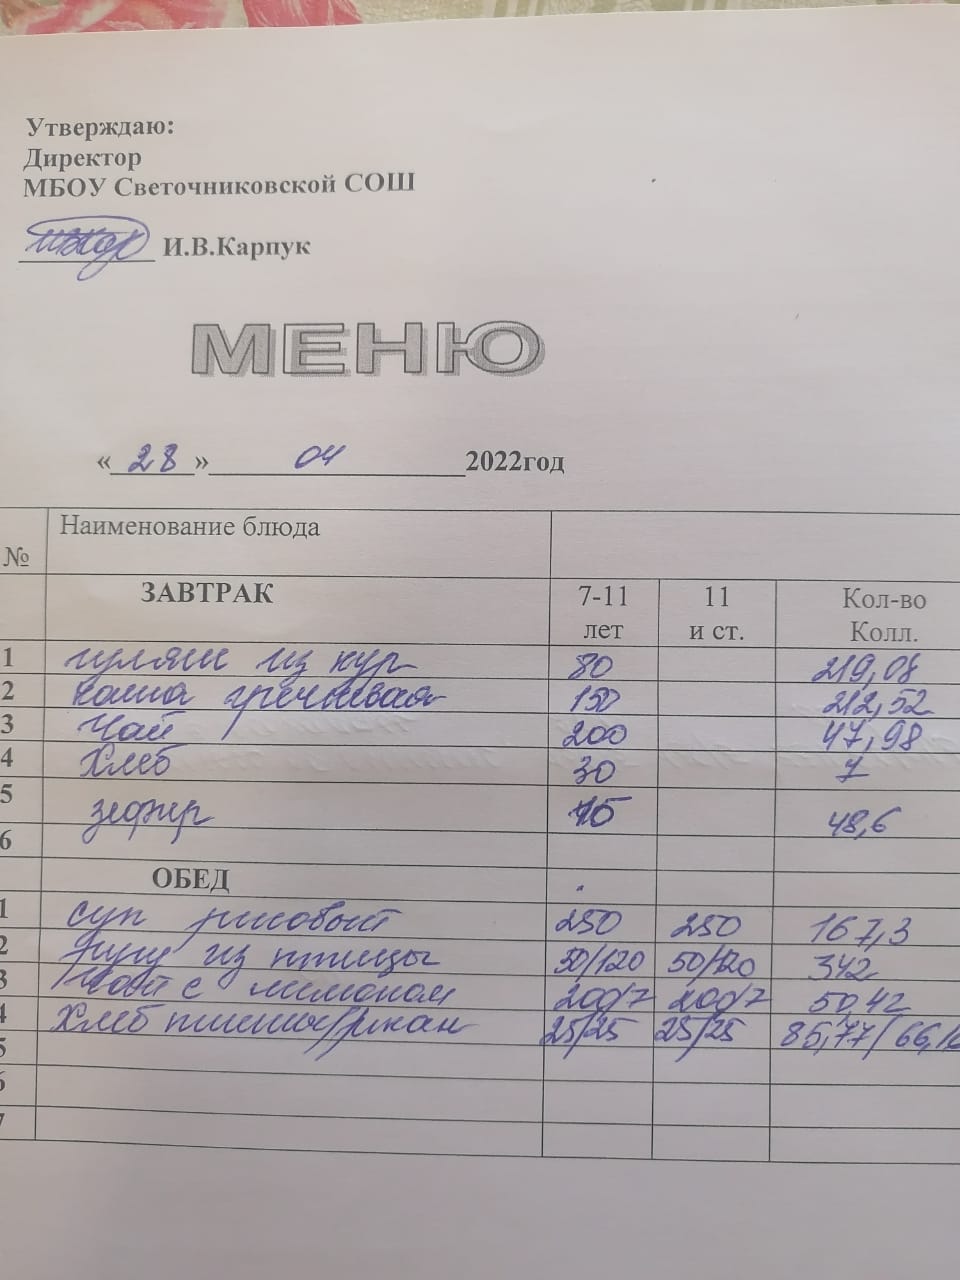 Утверждаю:
Директор
МБОУ Светочниковской СОШ
И.В.Карпук
МЕНЮ
« 28 » 04 2022год
№ Наименование блюда
ЗАВТРАК 7-11 лет 11 и ст. Кол-во Колл.
1 гуляш из кур 80 219,08
2 каша гречневая 150 212,52
3 Чай 200 47,98
4 Хлеб 30
5 зефир 15 48,6
6
ОБЕД
1 суп рисовый 250 250 167,3
2 рагу из птицы 50/120 50/120 342
3 Чай с лимоном 200/7 200/7 50,42
4 Хлеб пшенич/ржан 25/25 25/25 85,77/66,
5
6
7